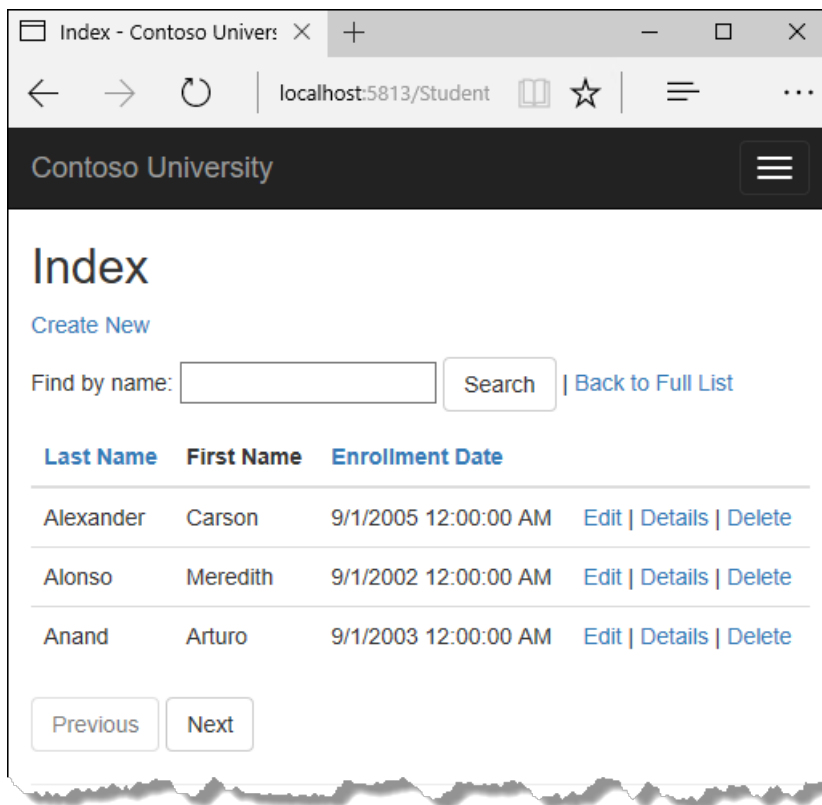 Index - Contoso Univers
localhost:5813/Student
Contoso University
Index
Create New
Find by name: Search | Back to Full List
Last Name First Name Enrollment Date
Alexander Carson 9/1/2005 12:00:00 AM Edit | Details | Delete
Alonso Meredith 9/1/2002 12:00:00 AM Edit | Details | Delete
Anand Arturo 9/1/2003 12:00:00 AM Edit | Details | Delete
Previous Next